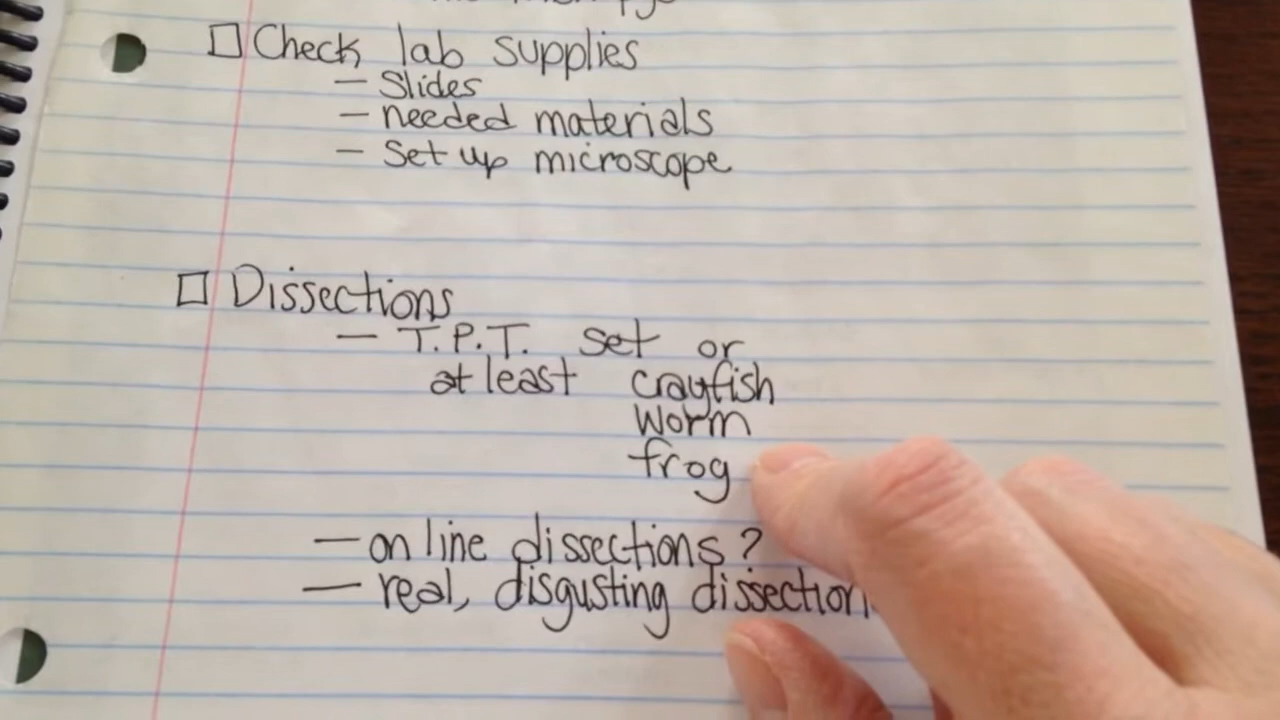 Check lab supplies
- Slides
- needed materials
- Set up microscope
Dissections
- T.P.T. set or
at least crayfish
worm
frog
- on line dissections?
- real, disgusting